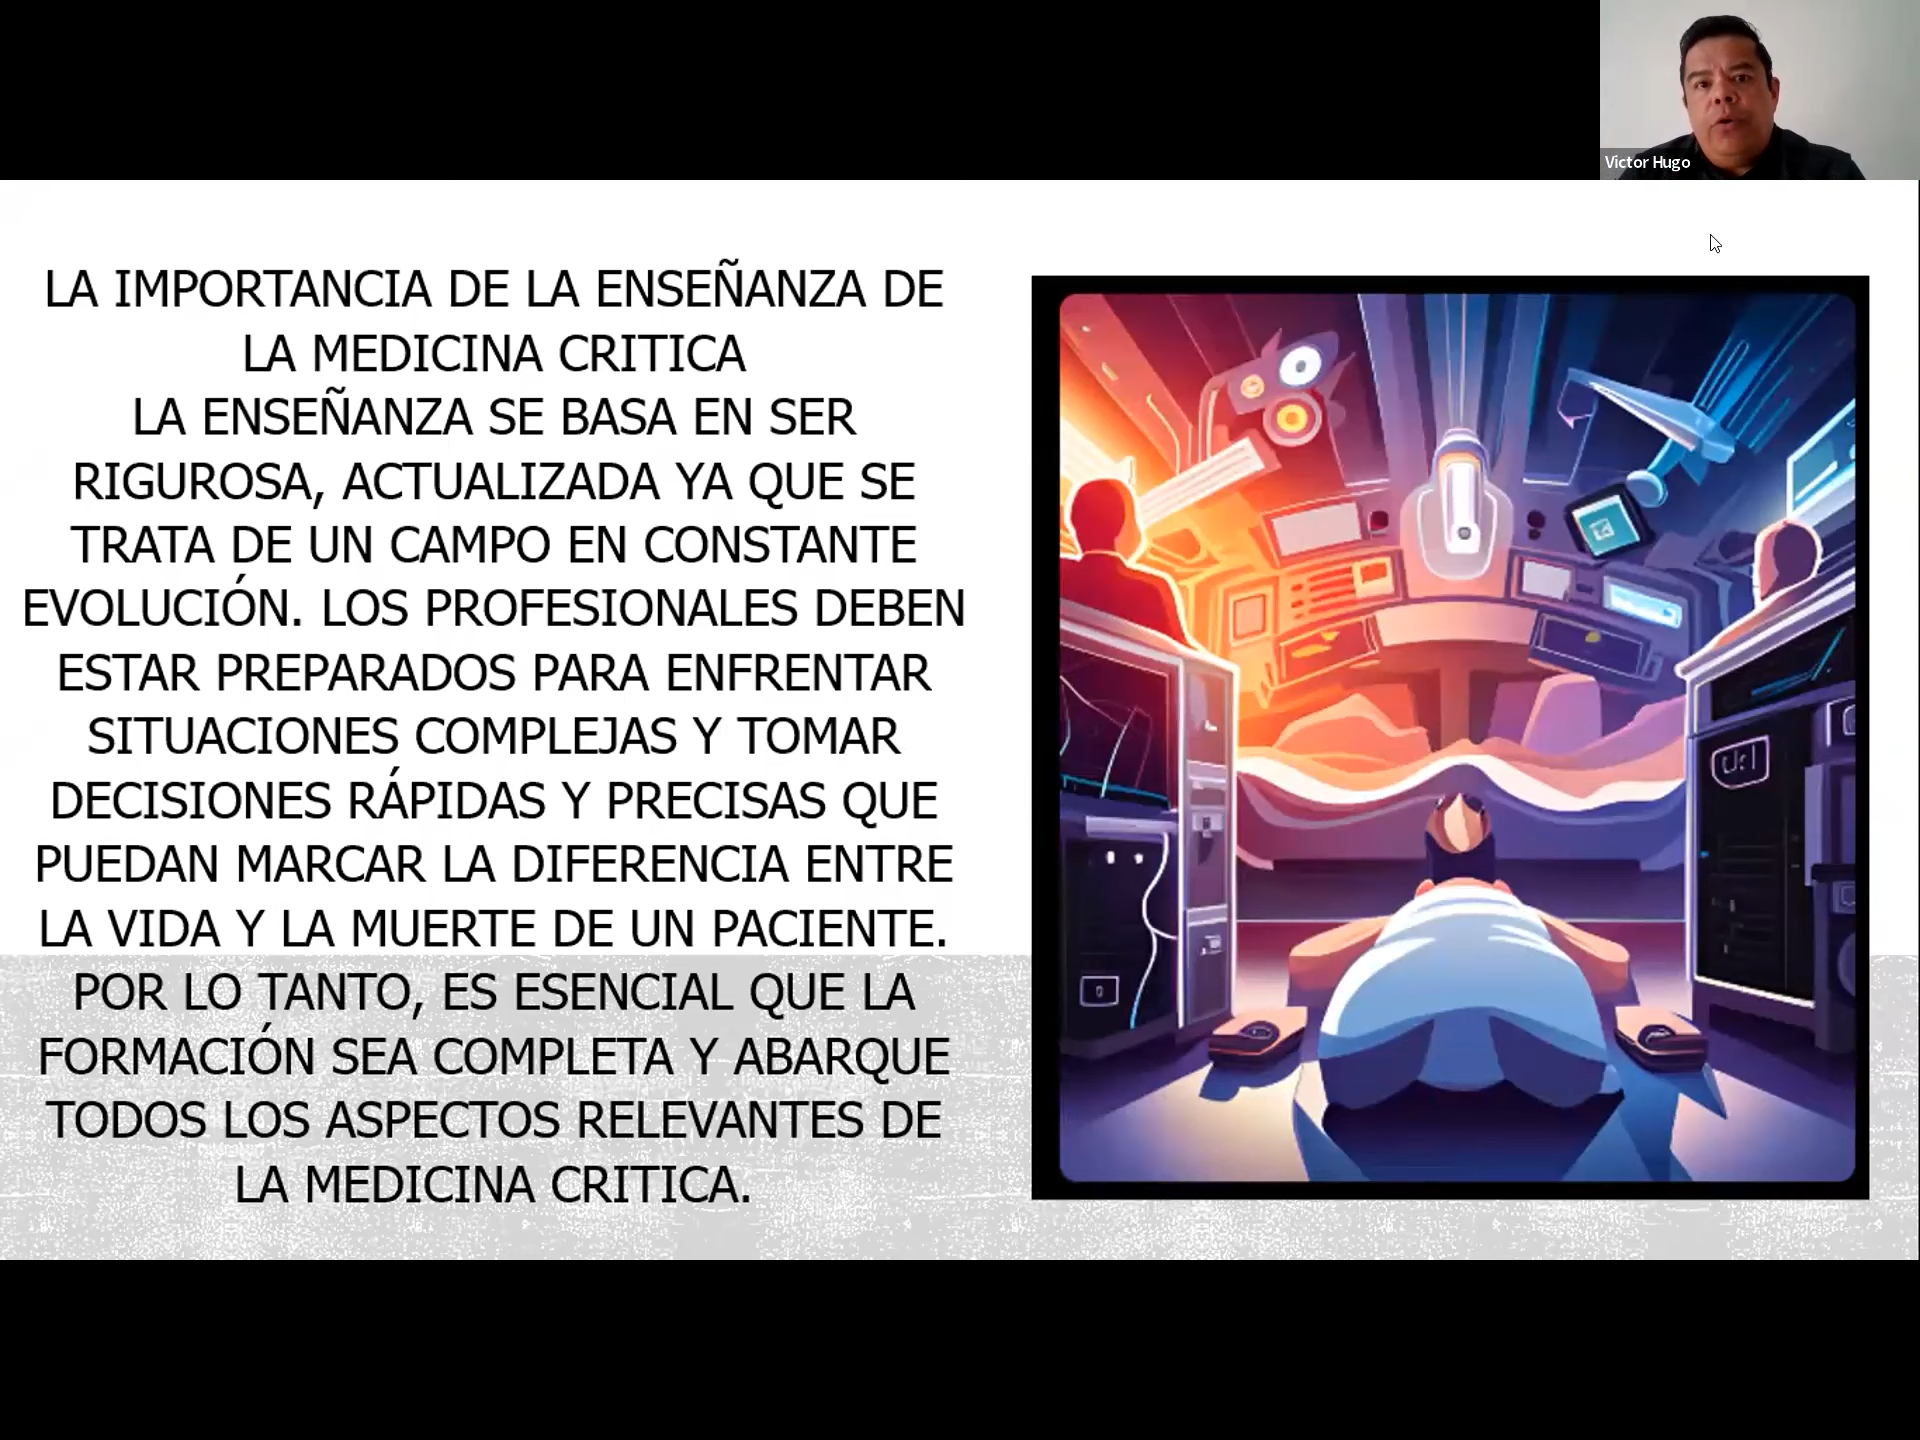 Victor Hugo
LA IMPORTANCIA DE LA ENSEÑANZA DE
LA MEDICINA CRITICA
LA ENSEÑANZA SE BASA EN SER
RIGUROSA, ACTUALIZADA YA QUE SE
TRATA DE UN CAMPO EN CONSTANTE
EVOLUCIÓN. LOS PROFESIONALES DEBEN
ESTAR PREPARADOS PARA ENFRENTAR
SITUACIONES COMPLEJAS Y TOMAR
DECISIONES RÁPIDAS Y PRECISAS QUE
PUEDAN MARCAR LA DIFERENCIA ENTRE
LA VIDA Y LA MUERTE DE UN PACIENTE.
POR LO TANTO, ES ESENCIAL QUE LA
FORMACIÓN SEA COMPLETA Y ABARQUE
TODOS LOS ASPECTOS RELEVANTES DE
LA MEDICINA CRITICA.